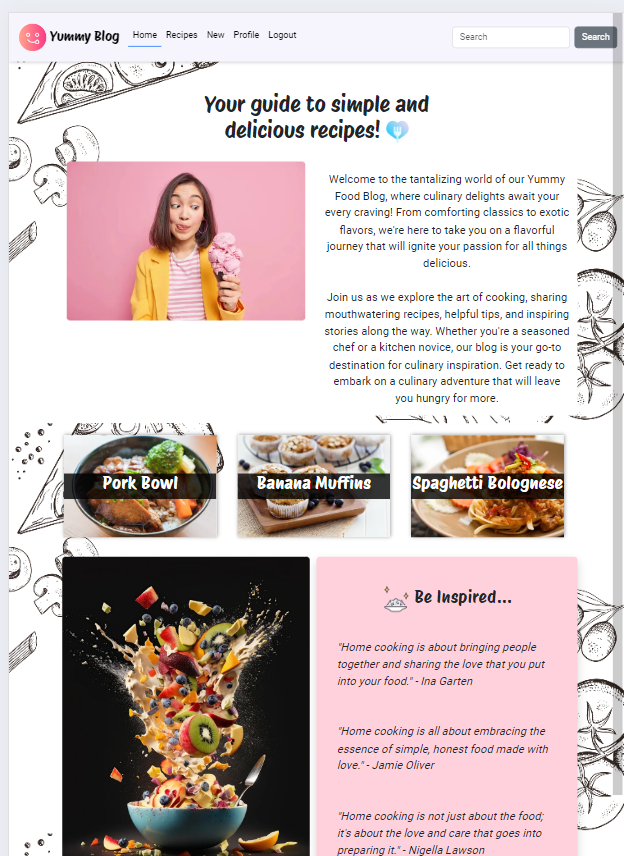 Yummy Blog Home Recipes New Profile Logout Search Search
Your guide to simple and
delicious recipes!
Welcome to the tantalizing world of our Yummy
Food Blog, where culinary delights await your
every craving! From comforting classics to exotic
flavors, we're here to take you on a flavorful
journey that will ignite your passion for all things
delicious.
Join us as we explore the art of cooking, sharing
mouthwatering recipes, helpful tips, and inspiring
stories along the way. Whether you're a seasoned
chef or a kitchen novice, our blog is your go-to
destination for culinary inspiration. Get ready to
embark on a culinary adventure that will leave
you hungry for more.
Pork Bowl
Banana Muffins
Spaghetti Bolognese
Be Inspired...
"Home cooking is about bringing people
together and sharing the love that you put
into your food." - Ina Garten
"Home cooking is all about embracing the
essence of simple, honest food made with
love." - Jamie Oliver
"Home cooking is not just about the food;
it's about the love and care that goes into
preparing it." - Nigella Lawson